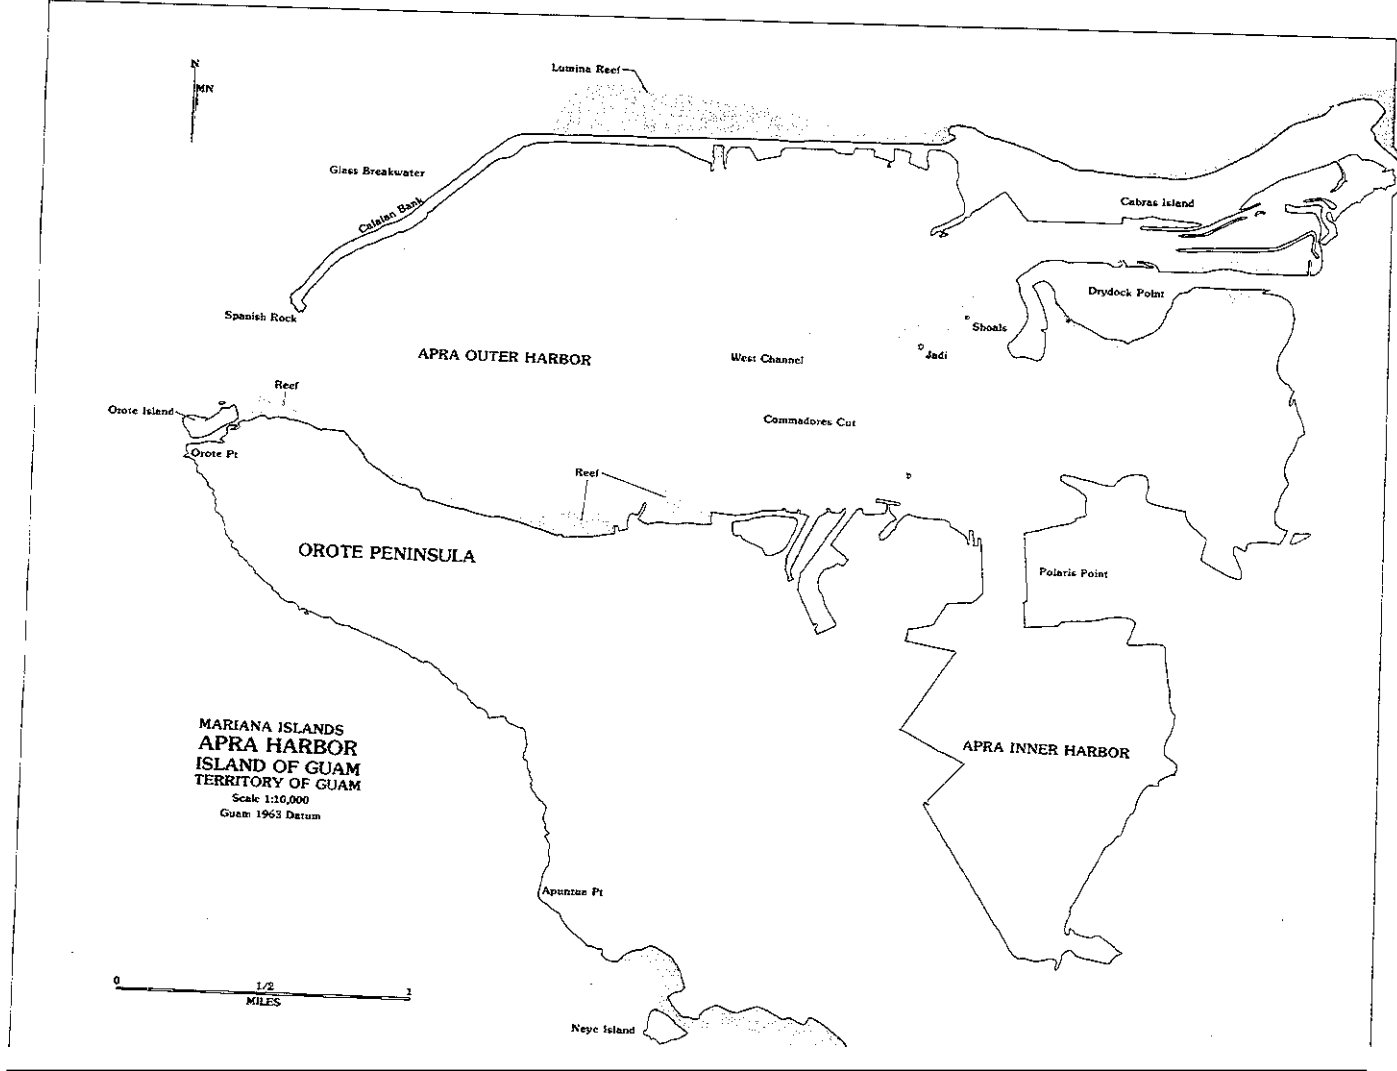 N
MN
Lumina Reef
Glass Breakwater
Calalan Bank
Cabras Island
Spanish Rock
Drydock Point
Shoals
APRA OUTER HARBOR
West Channel
Jadi
Reef
Orote Island
Commadores Cut
Orote Pt
Reef
OROTE PENINSULA
Polaris Point
MARIANA ISLANDS
APRA HARBOR
ISLAND OF GUAM
TERRITORY OF GUAM
Scale 1:10,000
Guam 1963 Datum
APRA INNER HARBOR
Apuntua Pt
0 1/2 1
MILES
Neye Island